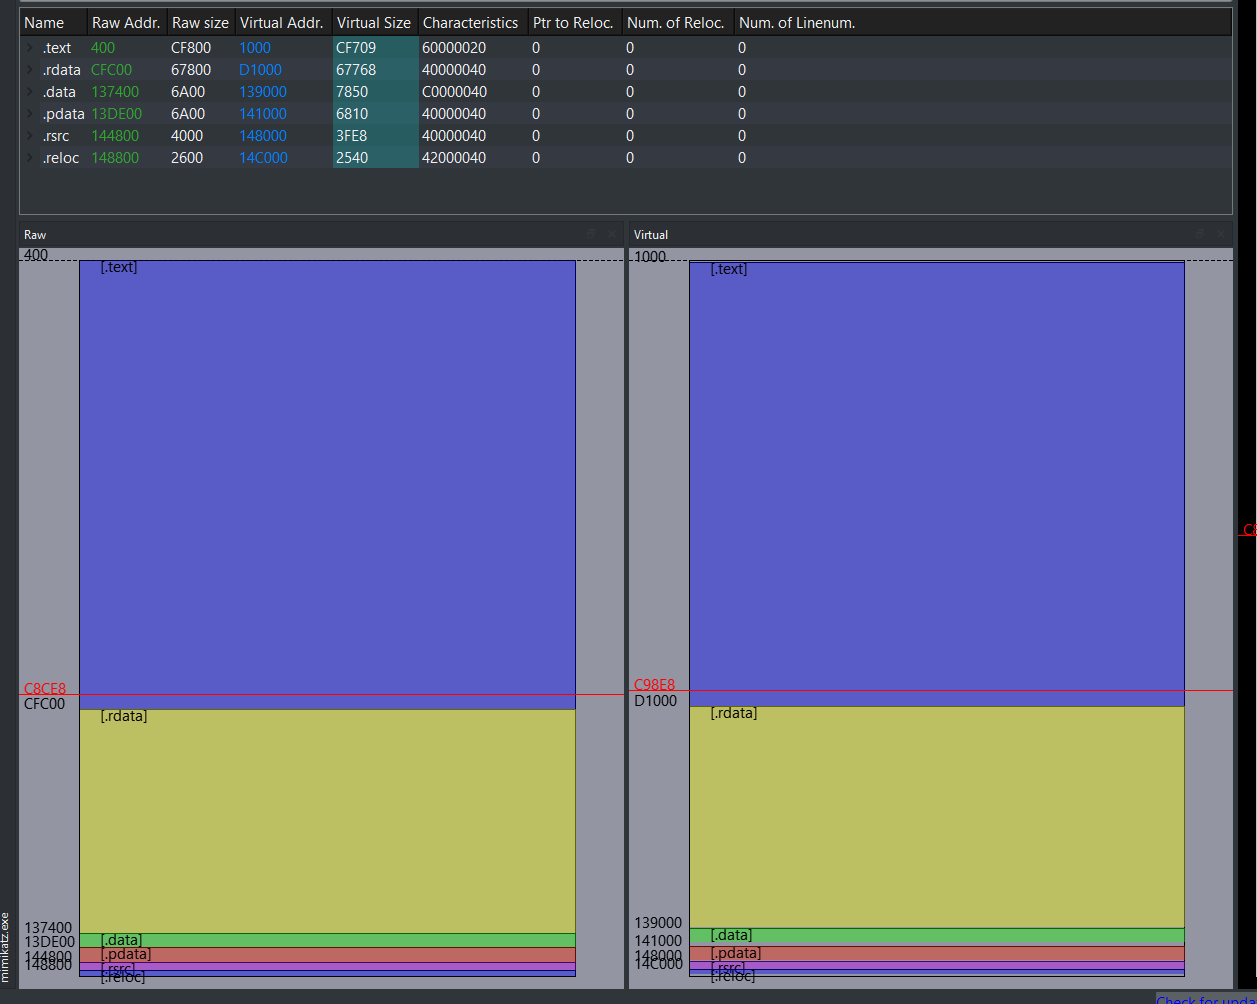 Name Raw Addr. Raw size Virtual Addr. Virtual Size Characteristics Ptr to Reloc. Num. of Reloc. Num. of Linenum.
.text 400 CF800 1000 CF709 60000020 0 0 0
.rdata CFC00 67800 D1000 67768 40000040 0 0 0
.data 137400 6A00 139000 7850 C0000040 0 0 0
.pdata 13DE00 6A00 141000 6810 40000040 0 0 0
.rsrc 144800 4000 148000 3FE8 40000040 0 0 0
.reloc 148800 2600 14C000 2540 42000040 0 0 0
Raw
400
[.text]
C8CE8
CFC00
[.rdata]
137400
13DE00
[.data]
144800
[.pdata]
148800
[.rsrc]
[.reloc]
Virtual
1000
[.text]
C98E8
D1000
[.rdata]
139000
[.data]
141000
[.pdata]
148000
14C000
[.rsrc]
[.reloc]
mimikatz.exe